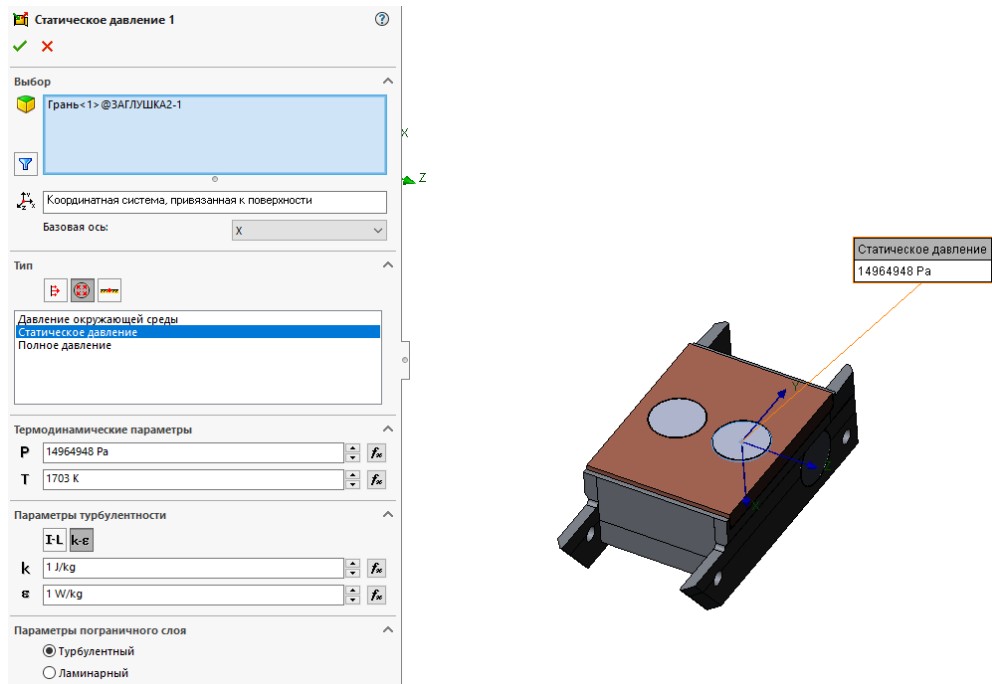 Статическое давление 1
Выбор
Грань<1>@ЗАГЛУШКА2-1
Координатная система, привязанная к поверхности
Базовая ось:
X
Тип
Давление окружающей среды
Статическое давление
Полное давление
Термодинамические параметры
P
14964948 Pa
T
1703 K
Параметры турбулентности
I-L
k-ε
k
1 J/kg
ε
1 W/kg
Параметры пограничного слоя
Турбулентный
Ламинарный
X
Z
Статическое давление
14964948 Pa
Y